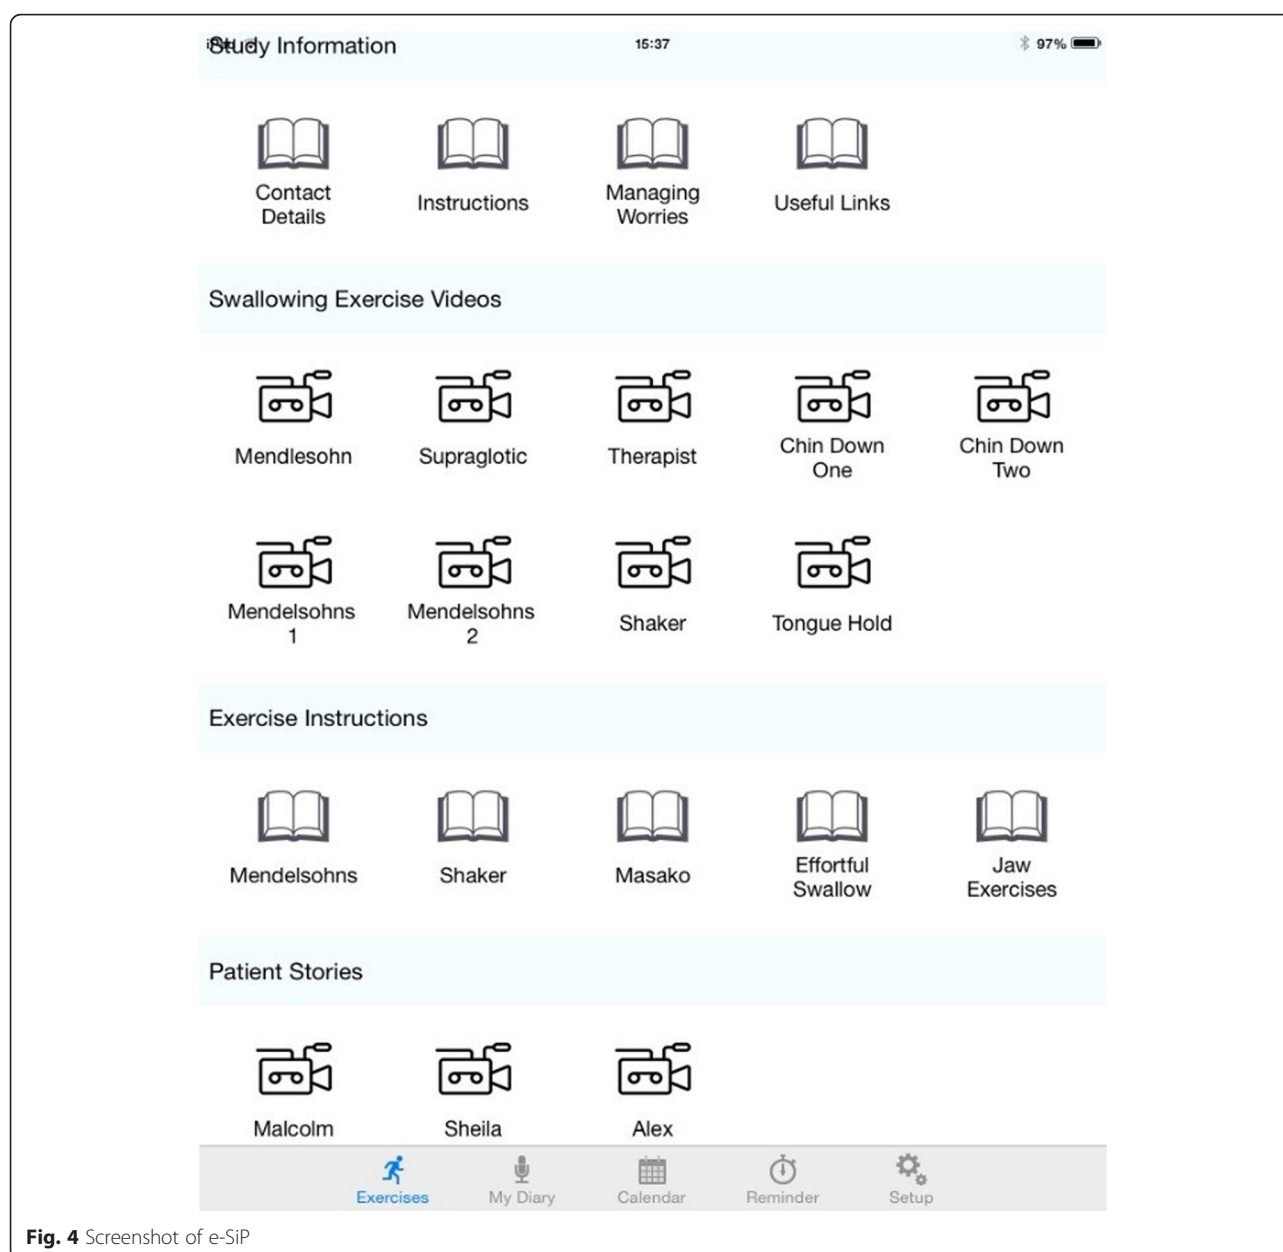 Study Information
15:37
97%
Contact
Details
Instructions
Managing
Worries
Useful Links
Swallowing Exercise Videos
Mendlesohn
Supraglotic
Therapist
Chin Down
One
Chin Down
Two
Mendelsohns
1
Mendelsohns
2
Shaker
Tongue Hold
Exercise Instructions
Mendelsohns
Shaker
Masako
Effortful
Swallow
Jaw
Exercises
Patient Stories
Malcolm
Sheila
Alex
Exercises
My Diary
Calendar
Reminder
Setup
Fig. 4 Screenshot of e-SiP